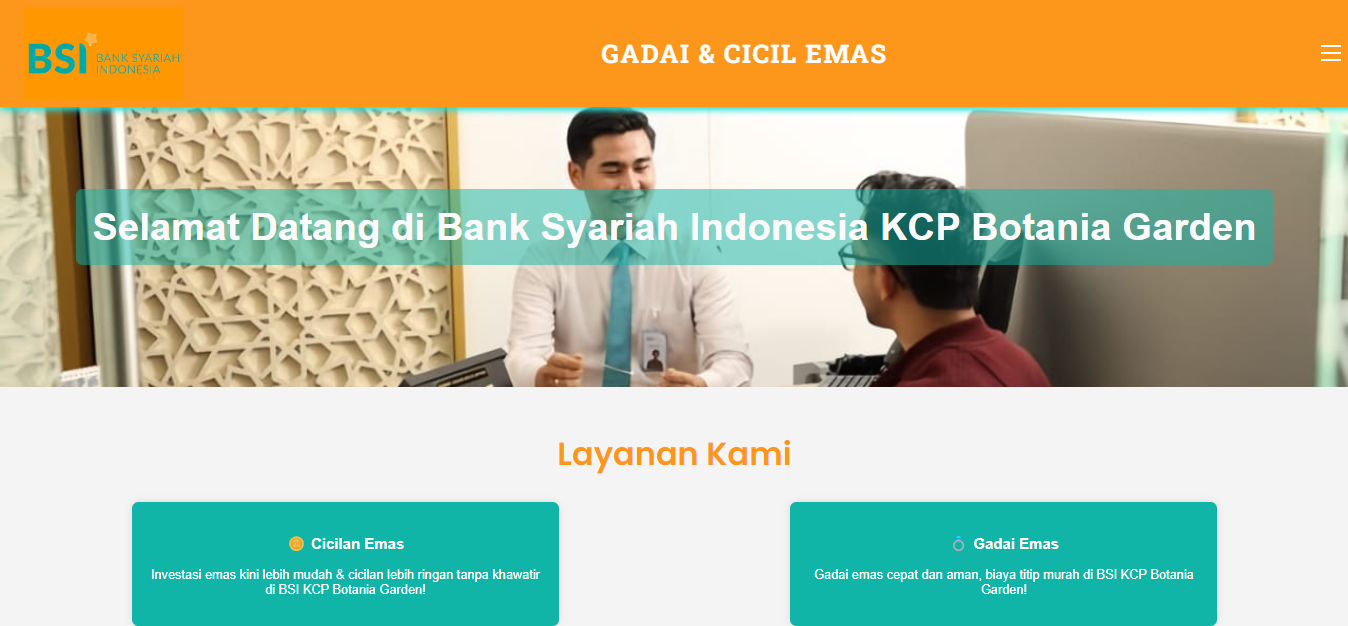 BSI BANK SYARIAH
INDONESIA
GADAI & CICIL EMAS
Selamat Datang di Bank Syariah Indonesia KCP Botania Garden
Layanan Kami
Cicilan Emas
Investasi emas kini lebih mudah & cicilan lebih ringan tanpa khawatir
di BSI KCP Botania Garden!
Gadai Emas
Gadai emas cepat dan aman, biaya titip murah di BSI KCP Botania
Garden!